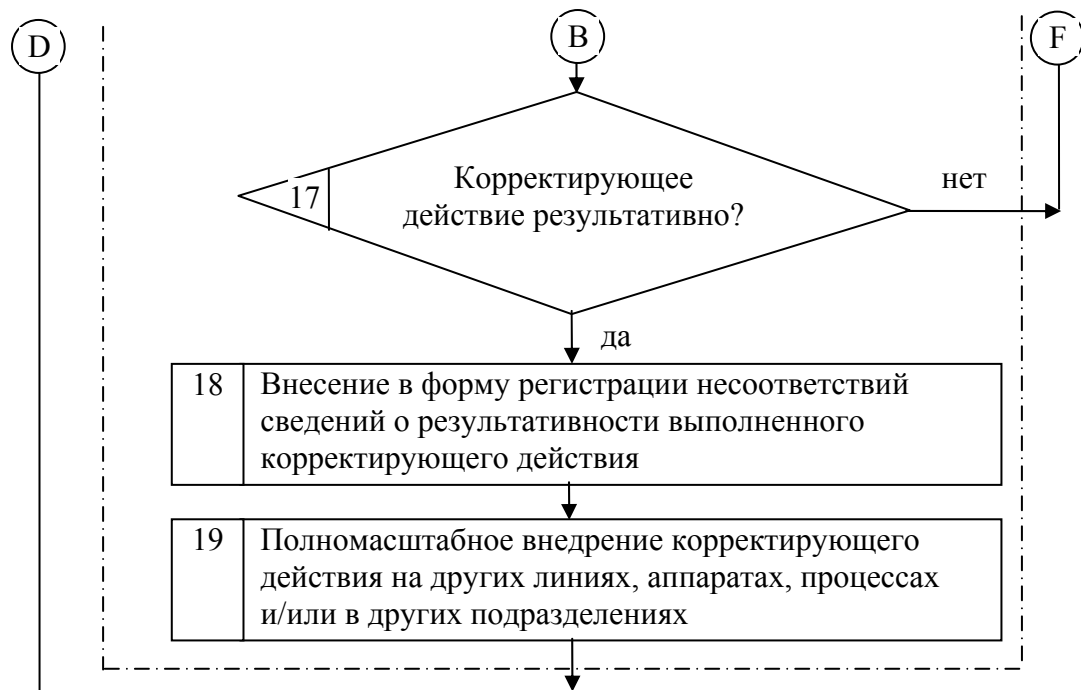 D
B
F
17
Корректирующее
действие результативно?
нет
да
18
Внесение в форму регистрации несоответствий
сведений о результативности выполненного
корректирующего действия
19
Полномасштабное внедрение корректирующего
действия на других линиях, аппаратах, процессах
и/или в других подразделениях